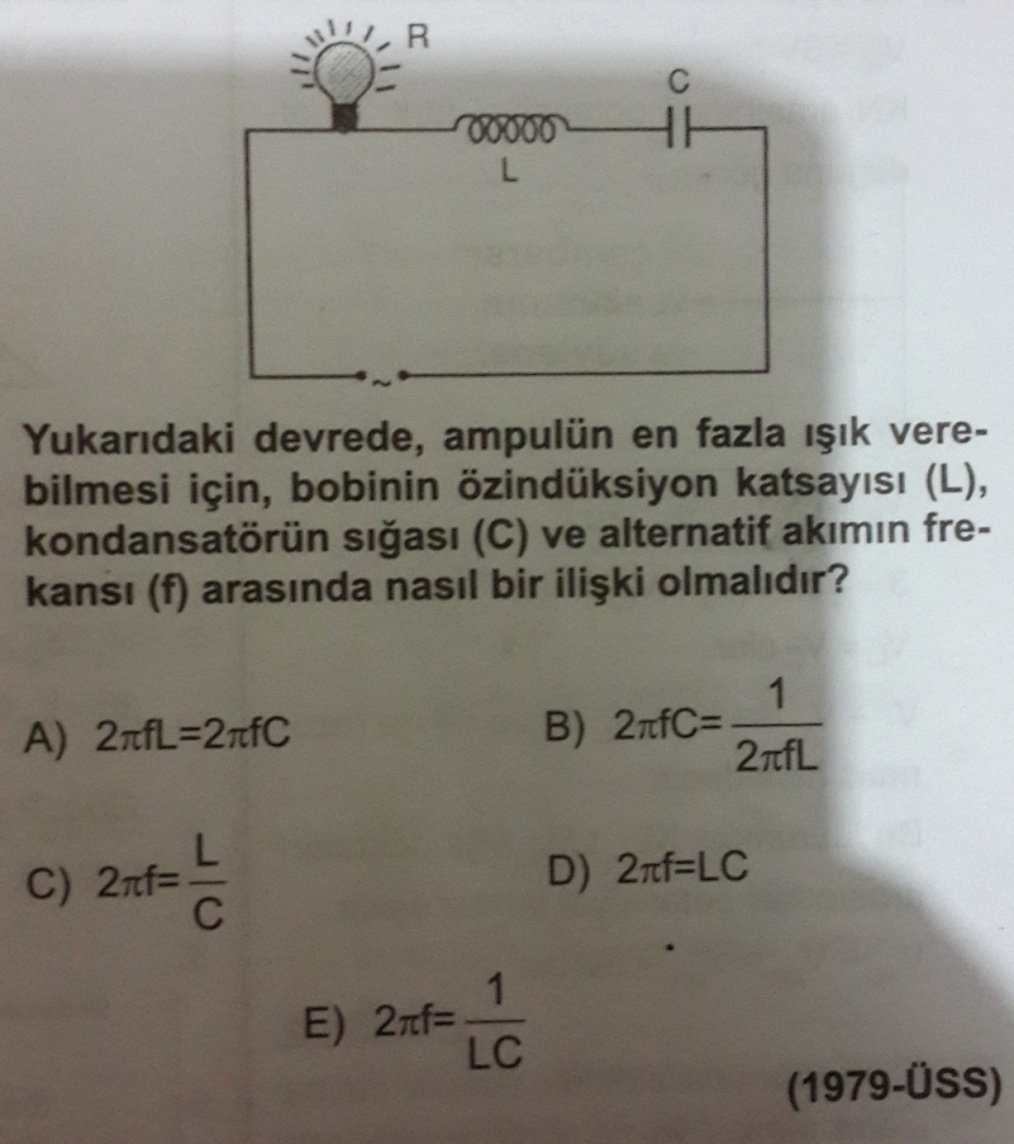 R
C
L
~
Yukarıdaki devrede, ampulün en fazla ışık vere-
bilmesi için, bobinin özindüksiyon katsayısı (L),
kondansatörün sığası (C) ve alternatif akımın fre-
kansı (f) arasında nasıl bir ilişki olmalıdır?
A) 2πfL=2πfC
B) 2πfC= 1
2πfL
C) 2πf= L
C
D) 2πf=LC
E) 2πf= 1
LC
(1979-ÜSS)